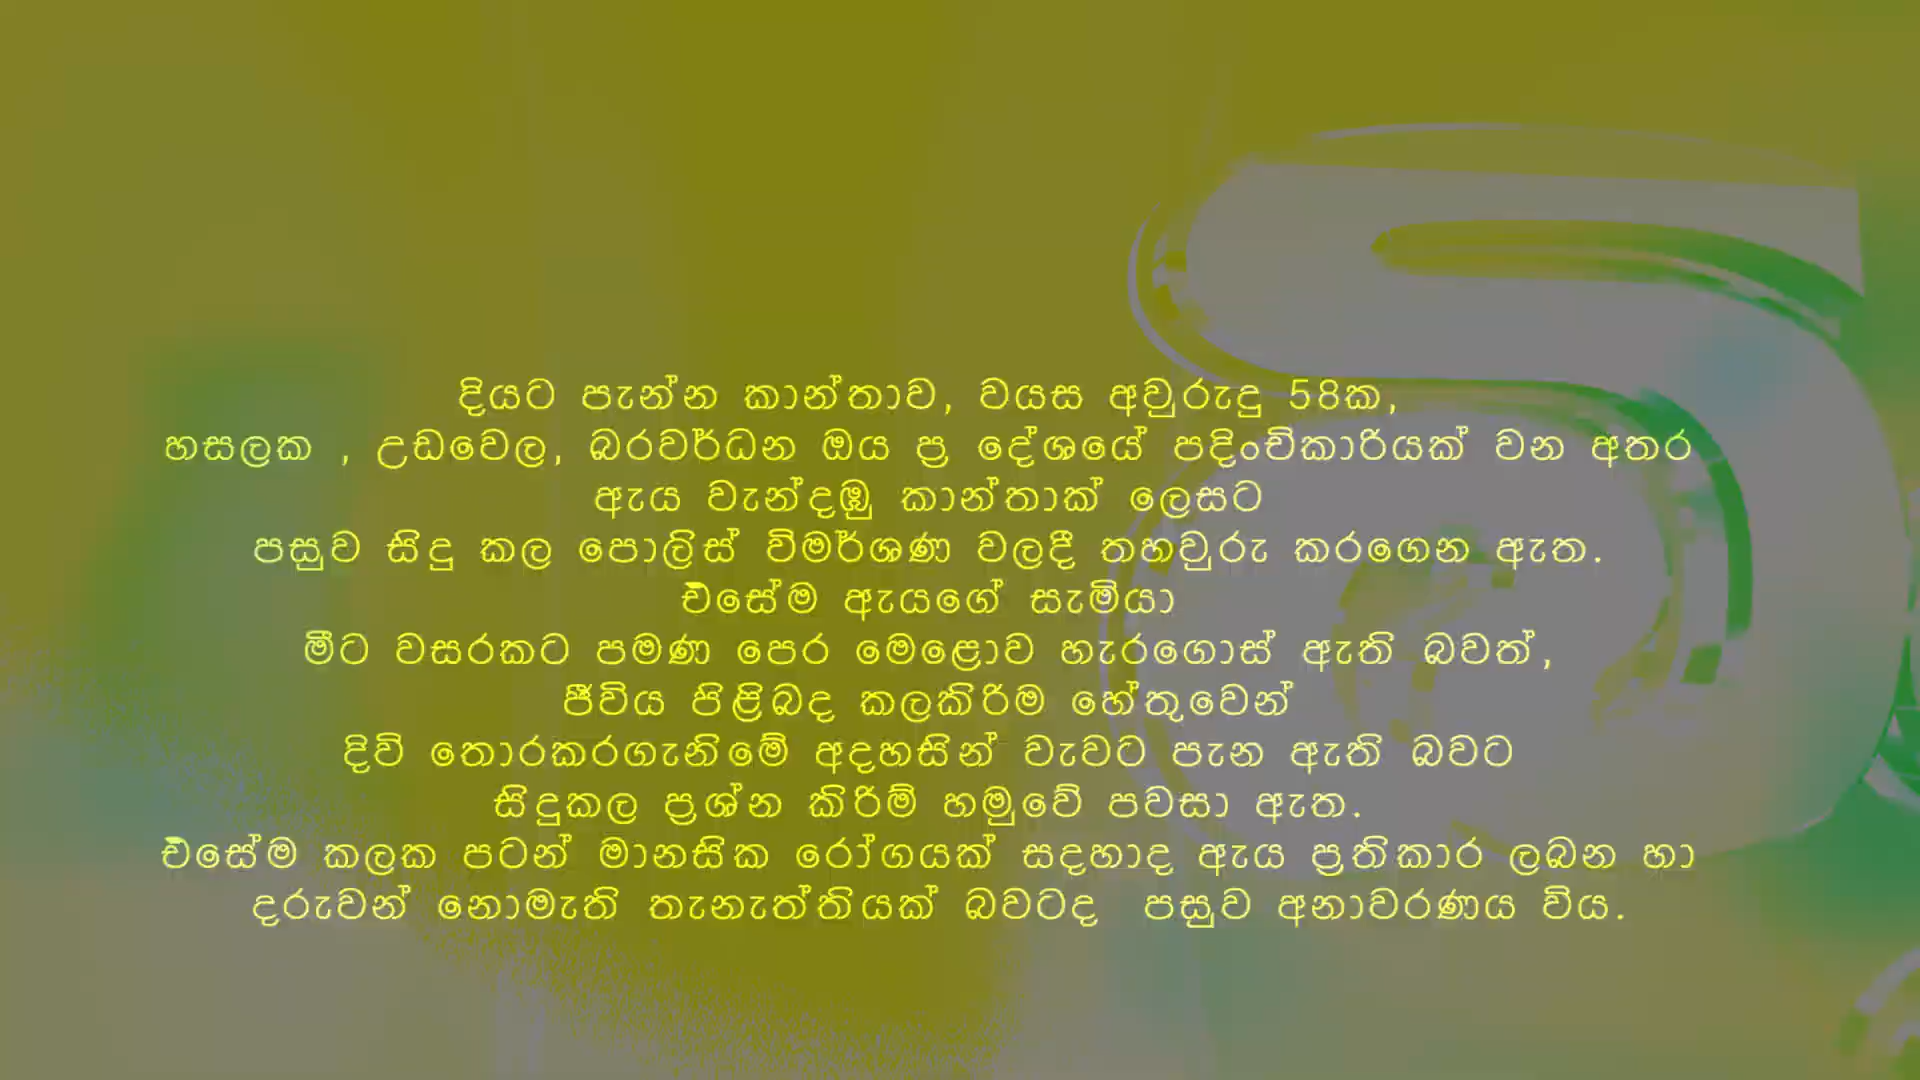 දියට පැන්න කාන්තාව, වයස අවුරුදු 58ක,
හසලක , උඩවෙල, බරවර්ධන ඔය ප්‍ර දේශයේ පදිංචිකාරියක් වන අතර
ඇය වැන්දඹු කාන්තාක් ලෙසට
පසුව සිදු කල පොලිස් විමර්ශණ වලදී තහවුරු කරගෙන ඇත.
එසේම ඇයගේ සැමියා
මීට වසරකට පමණ පෙර මෙළොව හැරගොස් ඇති බවත්,
ජීවිය පිළිබද කලකිරිම හේතුවෙන්
දිවි තොරකරගැනිමේ අදහසින් වැවට පැන ඇති බවට
සිදුකල ප්‍රශ්න කිරිම් හමුවේ පවසා ඇත.
එසේම කලක පටන් මානසික රෝගයක් සදහාද ඇය ප්‍රතිකාර ලබන හා
දරුවන් නොමැති තැනැත්තියක් බවටද පසුව අනාවරණය විය.